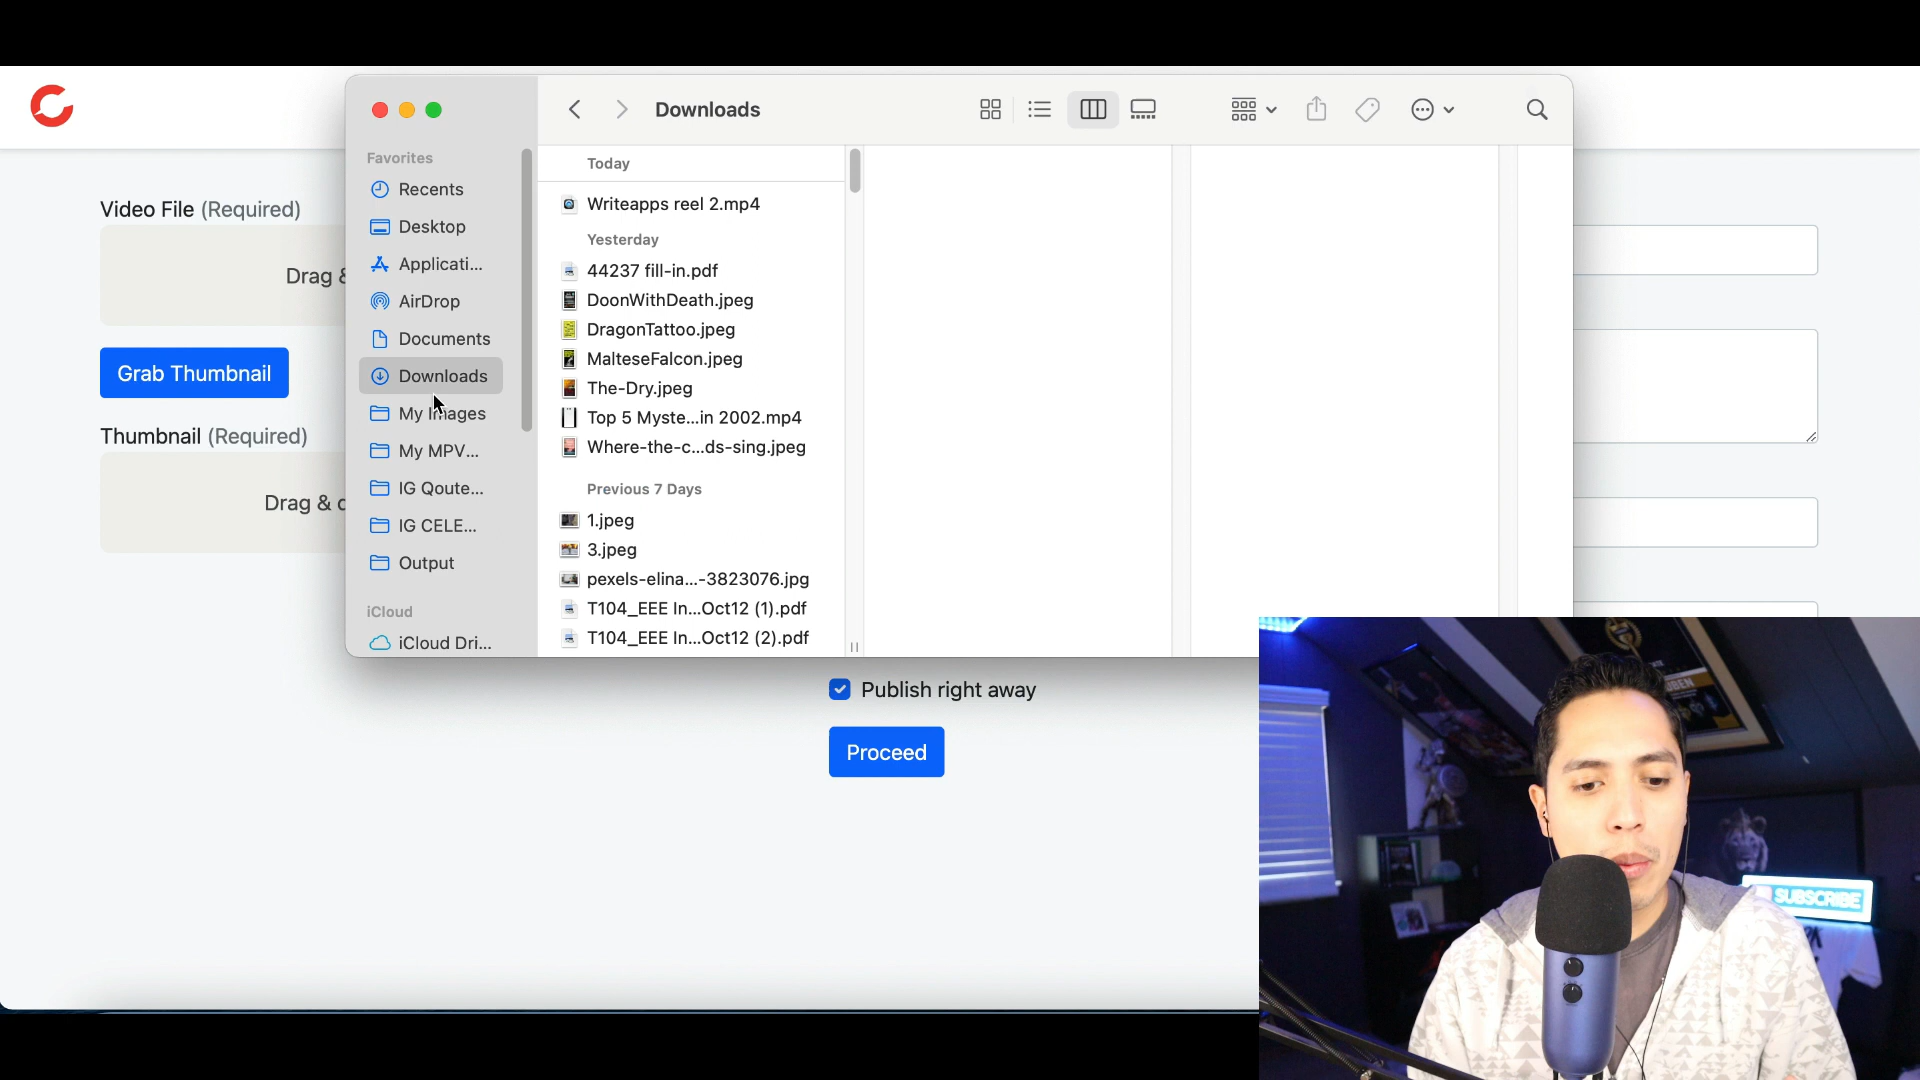 Downloads
Favorites
Recents
Desktop
Applicati...
AirDrop
Documents
Downloads
My Images
My MPV...
IG Qoute...
IG CELE...
Output
iCloud
iCloud Dri...
Today
Writeapps reel 2.mp4
Yesterday
44237 fill-in.pdf
DoonWithDeath.jpeg
DragonTattoo.jpeg
MalteseFalcon.jpeg
The-Dry.jpeg
Top 5 Myste...in 2002.mp4
Where-the-c...ds-sing.jpeg
Previous 7 Days
1.jpeg
3.jpeg
pexels-elina...-3823076.jpg
T104_EEE In...Oct12 (1).pdf
T104_EEE In...Oct12 (2).pdf
Video File (Required)
Drag &
Grab Thumbnail
Thumbnail (Required)
Drag & d
Publish right away
Proceed
SUBSCRIBE